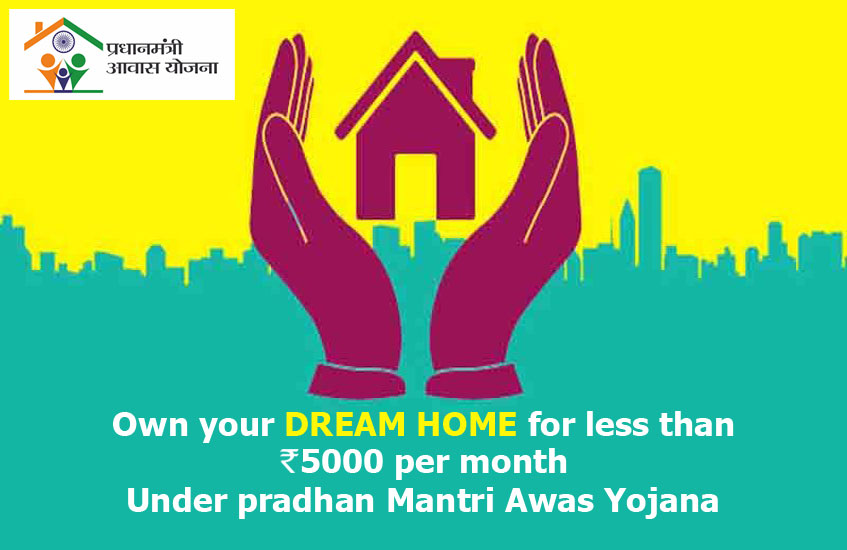 प्रधानमंत्री
आवास योजना
Own your DREAM HOME for less than
₹5000 per month
Under pradhan Mantri Awas Yojana